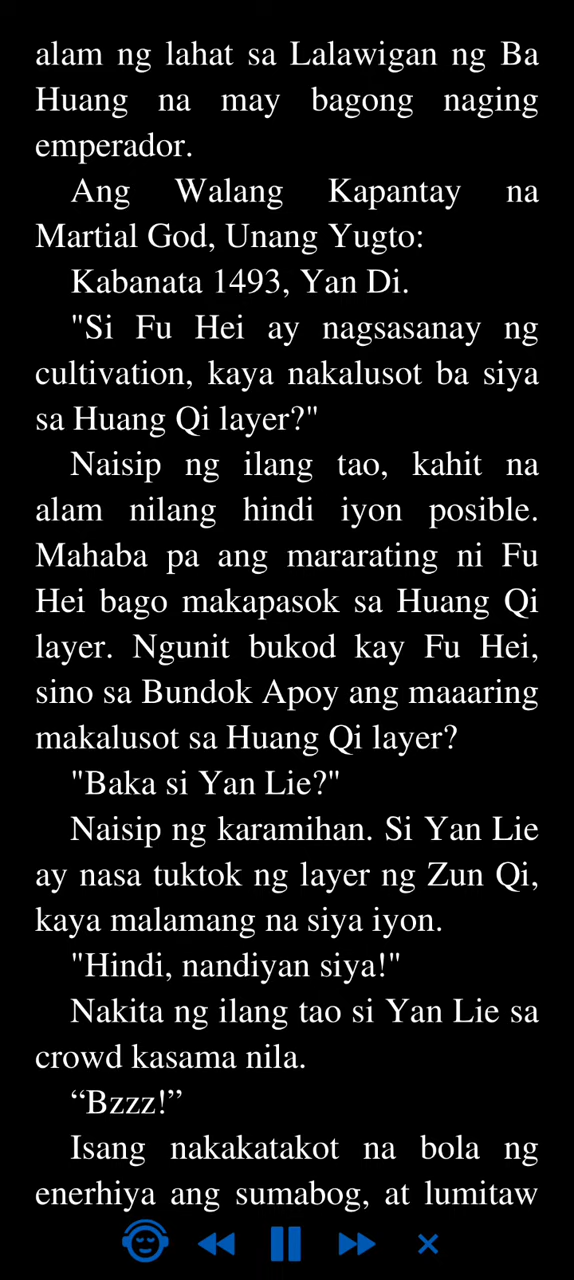 alam ng lahat sa Lalawigan ng Ba
Huang na may bagong naging
emperador.
Ang Walang Kapantay na
Martial God, Unang Yugto:
Kabanata 1493, Yan Di.
"Si Fu Hei ay nagsasanay ng
cultivation, kaya nakalusot ba siya
sa Huang Qi layer?"
Naisip ng ilang tao, kahit na
alam nilang hindi iyon posible.
Mahaba pa ang mararating ni Fu
Hei bago makapasok sa Huang Qi
layer. Ngunit bukod kay Fu Hei,
sino sa Bundok Apoy ang maaaring
makalusot sa Huang Qi layer?
"Baka si Yan Lie?"
Naisip ng karamihan. Si Yan Lie
ay nasa tuktok ng layer ng Zun Qi,
kaya malamang na siya iyon.
"Hindi, nandiyan siya!"
Nakita ng ilang tao si Yan Lie sa
crowd kasama nila.
“Bzzz!”
Isang nakakatakot na bola ng
enerhiya ang sumabog, at lumitaw